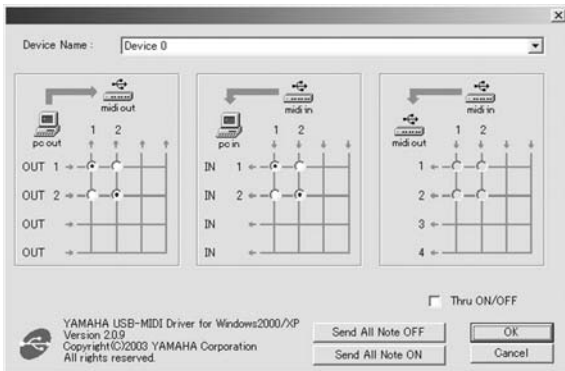 Device Name :
Device 0
midi out
pc out
1 2
OUT 1
OUT 2
OUT
OUT
midi in
pc in
1 2
IN 1
IN 2
IN
IN
midi in
midi out
1 2
1
2
3
4
Thru ON/OFF
YAMAHA USB-MIDI Driver for Windows2000/XP
Version 2.0.9
Copyright(C)2003 YAMAHA Corporation
All rights reserved.
Send All Note OFF
Send All Note ON
OK
Cancel